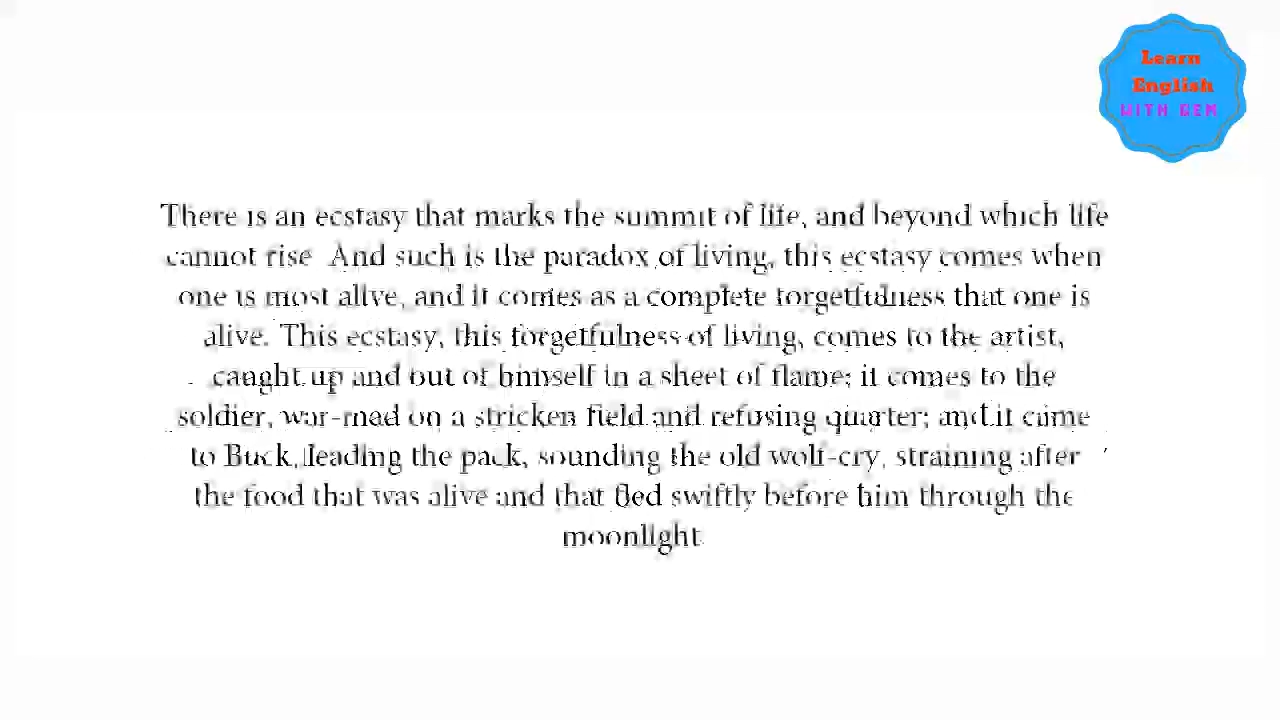 Learn
English
WITH GEM
There is an ecstasy that marks the summit of life, and beyond which life
cannot rise. And such is the paradox of living, this ecstasy comes when
one is most alive, and it comes as a complete forgetfulness that one is
alive. This ecstasy, this forgetfulness of living, comes to the artist,
caught up and out of himself in a sheet of flame; it comes to the
soldier, war-mad on a stricken field and refusing quarter; and it came
to Buck, leading the pack, sounding the old wolf-cry, straining after
the food that was alive and that fled swiftly before him through the
moonlight.